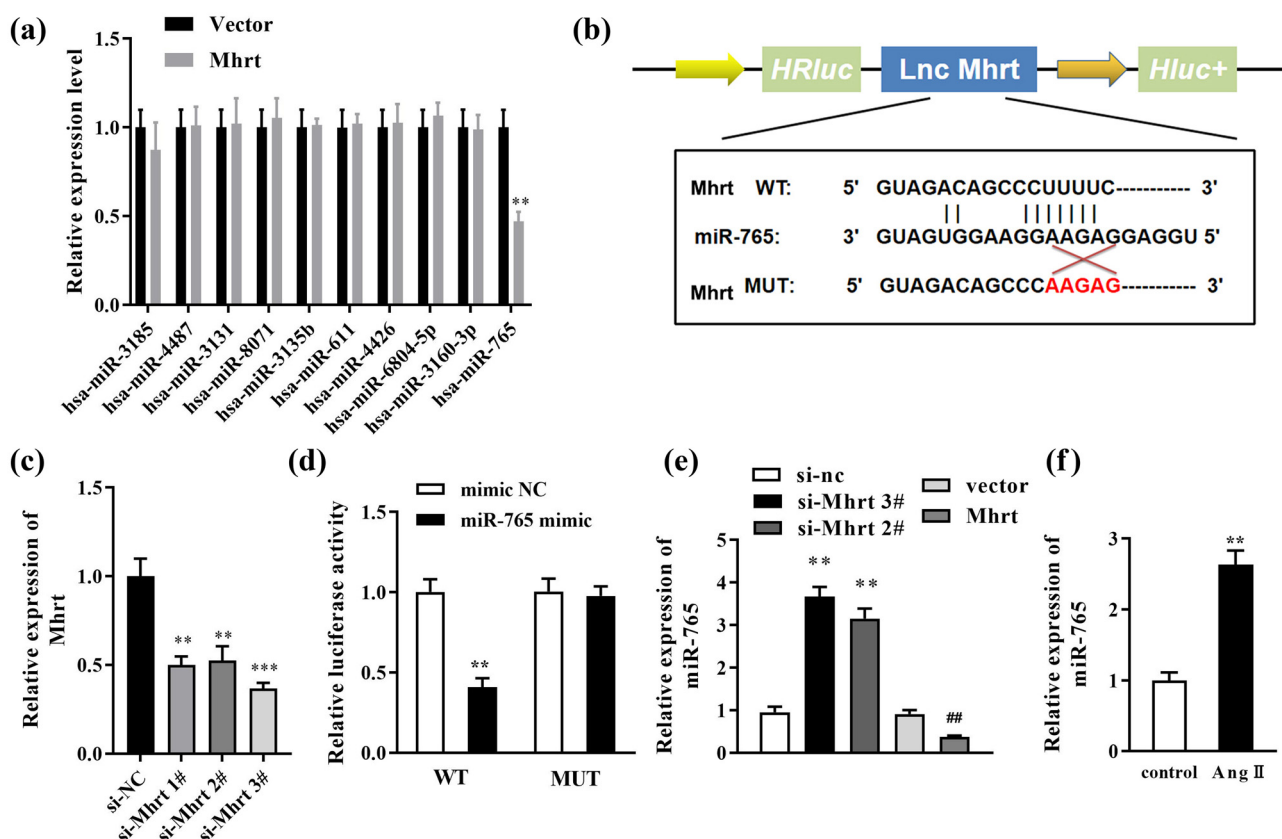 (a)
Vector
Mhrt
Relative expression level
1.5
1.0
0.5
0.0
**
hsa-miR-3185
hsa-miR-4487
hsa-miR-3131
hsa-miR-8071
hsa-miR-3135b
hsa-miR-611
hsa-miR-4426
hsa-miR-6804-5p
hsa-miR-3160-3p
hsa-miR-765
(b)
HRluc Lnc Mhrt Hluc+
Mhrt WT: 5' GUAGACAGCCCUUUUC----------- 3'
miR-765: 3' GUAGUGGAAGGAAGAGGAGGU 5'
Mhrt MUT: 5' GUAGACAGCCCAAGAG----------- 3'
(c)
Relative expression of
Mhrt
1.5
1.0
0.5
0.0
** ** ***
si-NC
si-Mhrt 1#
si-Mhrt 2#
si-Mhrt 3#
(d)
mimic NC
miR-765 mimic
Relative luciferase activity
1.5
1.0
0.5
0.0
**
WT MUT
(e)
si-nc
si-Mhrt 3#
si-Mhrt 2#
vector
Mhrt
Relative expression of
miR-765
5
4
3
2
1
0
** ** ##
(f)
Relative expression of
miR-765
3
2
1
0
**
control Ang Ⅱ